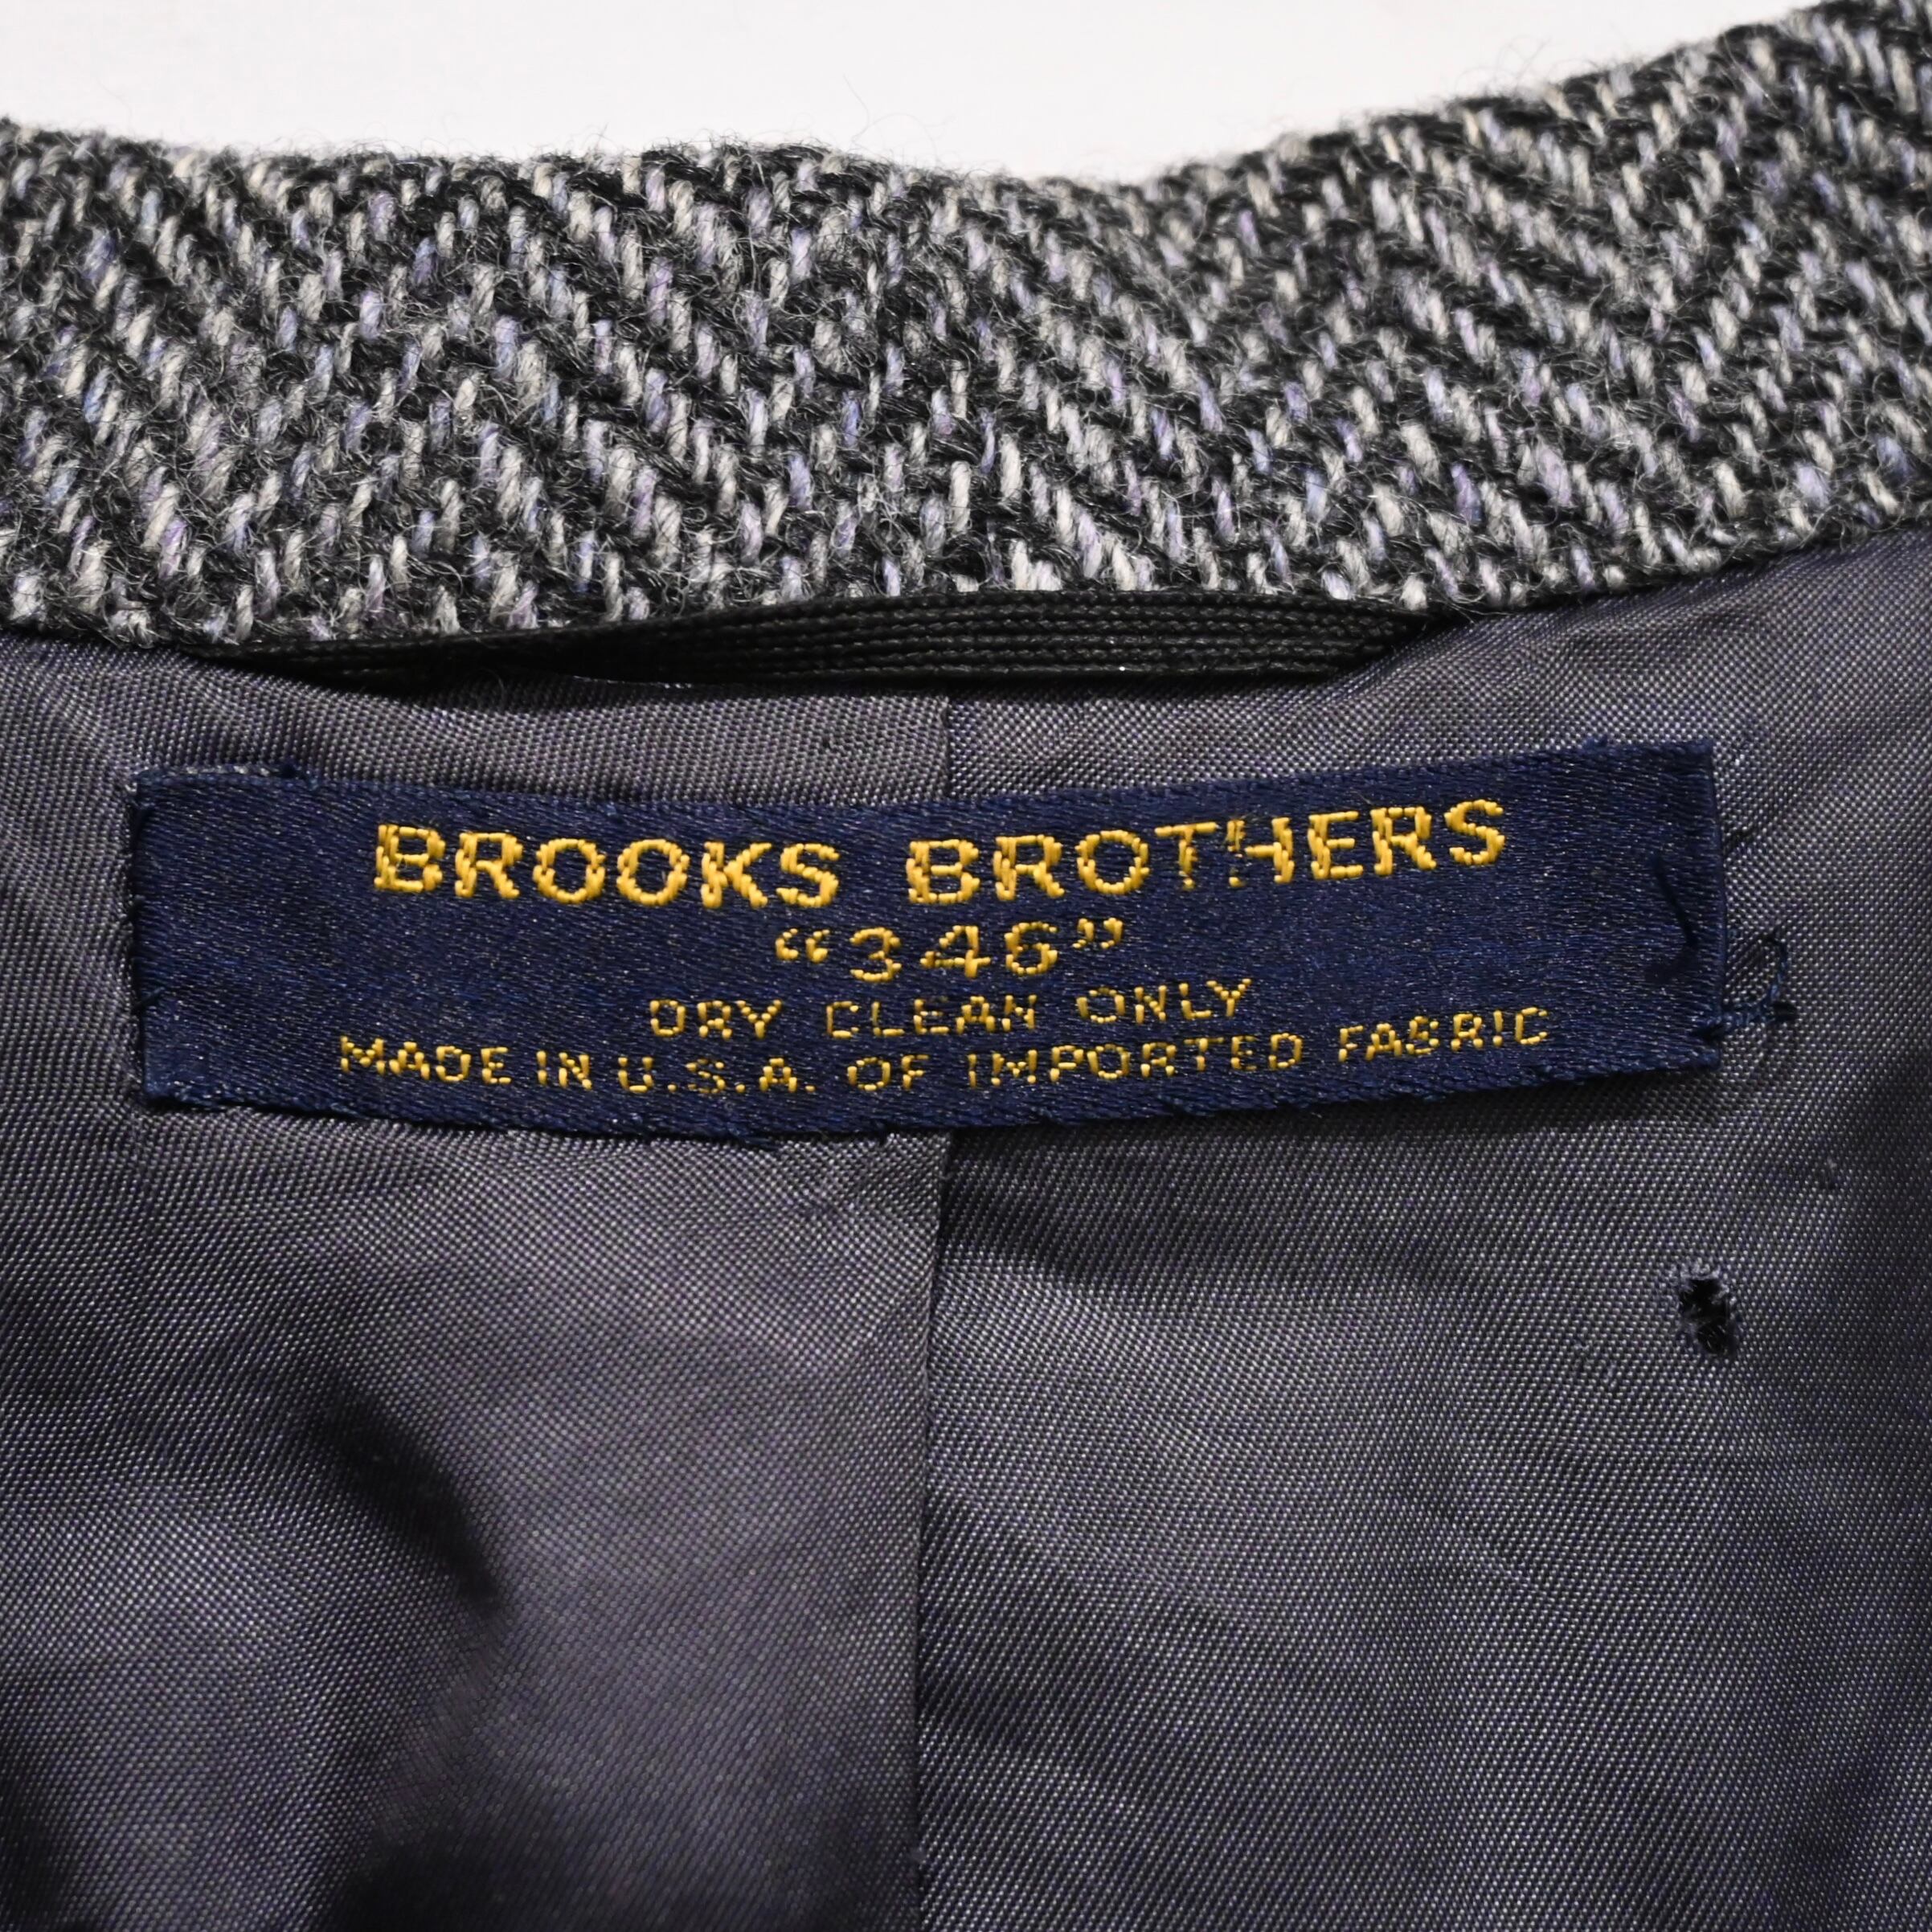 BROOKS BROTHERS
“346”
DRY CLEAN ONLY
MADE IN U.S.A. OF IMPORTED FABRIC